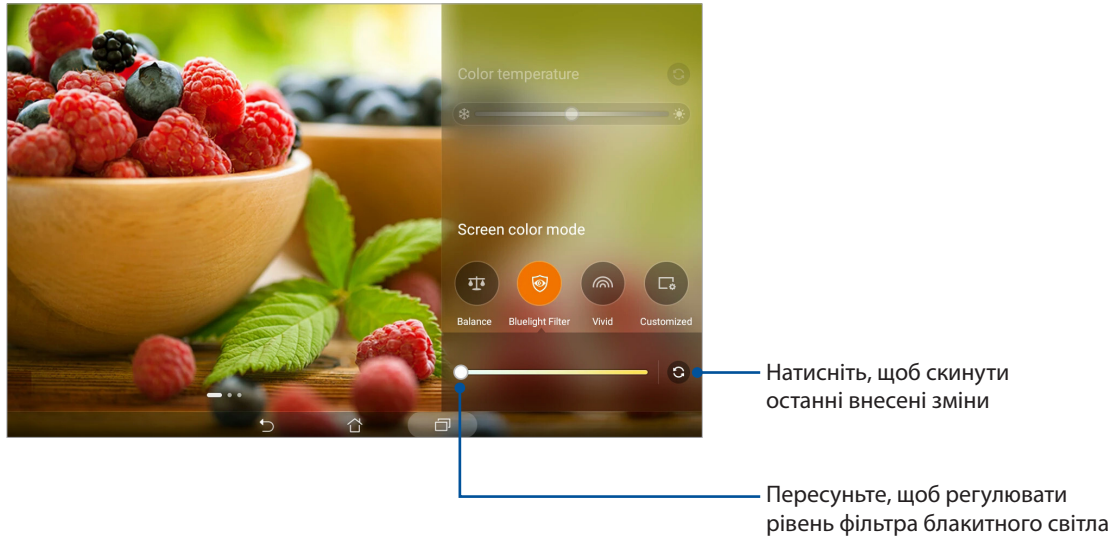 Color temperature
Screen color mode
Balance
Bluelight Filter
Vivid
Customized
Натисніть, щоб скинути
останні внесені зміни
Пересуньте, щоб регулювати
рівень фільтра блакитного світла